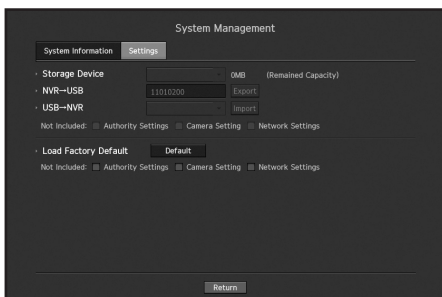 System Management
System Information Settings
Storage Device 0MB (Remained Capacity)
NVR→USB 11010200 Export
USB→NVR Import
Not Included: Authority Settings Camera Setting Network Settings
Load Factory Default Default
Not Included: Authority Settings Camera Setting Network Settings
Return